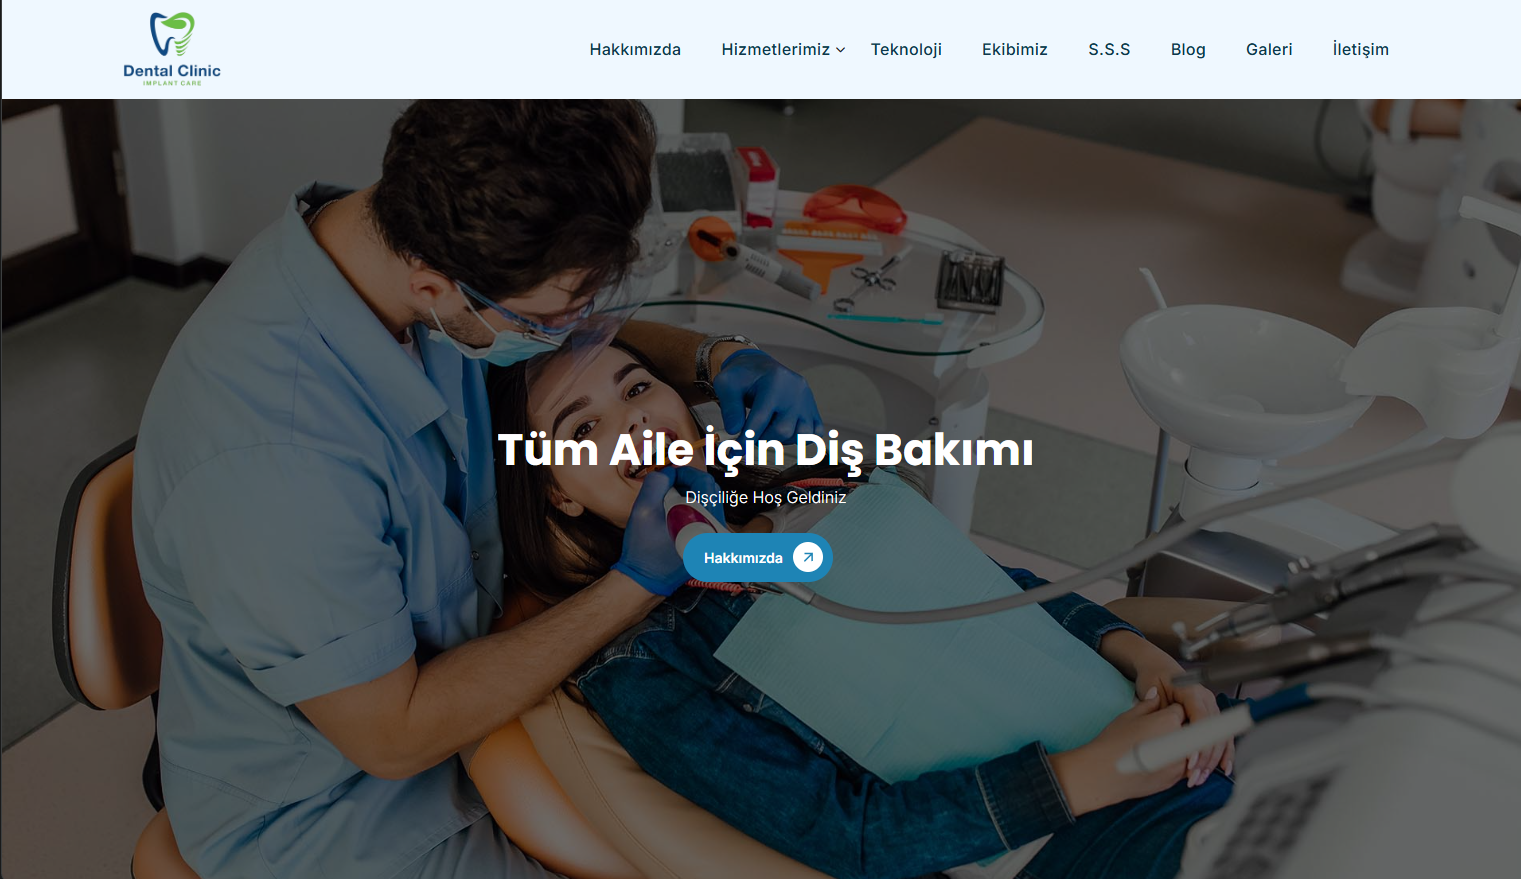 Dental Clinic
IMPLANT CARE
Hakkımızda Hizmetlerimiz Teknoloji Ekibimiz S.S.S Blog Galeri İletişim
Tüm Aile İçin Diş Bakımı
Dişçiliğe Hoş Geldiniz
Hakkımızda